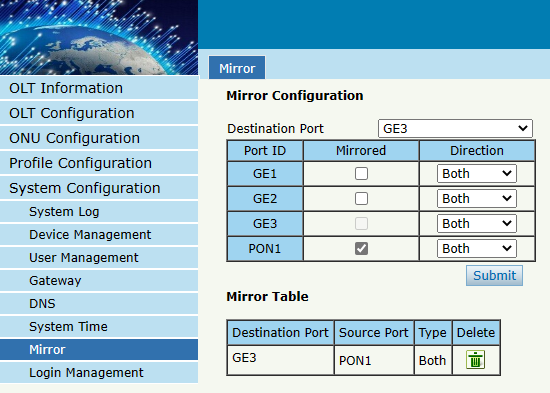 OLT Information
OLT Configuration
ONU Configuration
Profile Configuration
System Configuration
System Log
Device Management
User Management
Gateway
DNS
System Time
Mirror
Login Management
Mirror
Mirror Configuration
Destination Port GE3
Port ID Mirrored Direction
GE1 Both
GE2 Both
GE3 Both
PON1 Both
Submit
Mirror Table
Destination Port Source Port Type Delete
GE3 PON1 Both